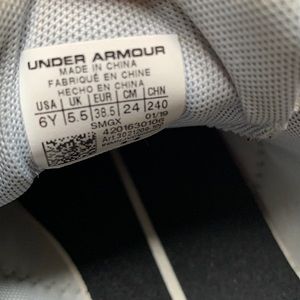 UNDER ARMOUR
MADE IN CHINA
FABRIQUÉ EN CHINE
HECHO EN CHINA
USA UK EUR CM CHN
6Y 5.5 38.5 24 240
SMGX 01/19
4201630106